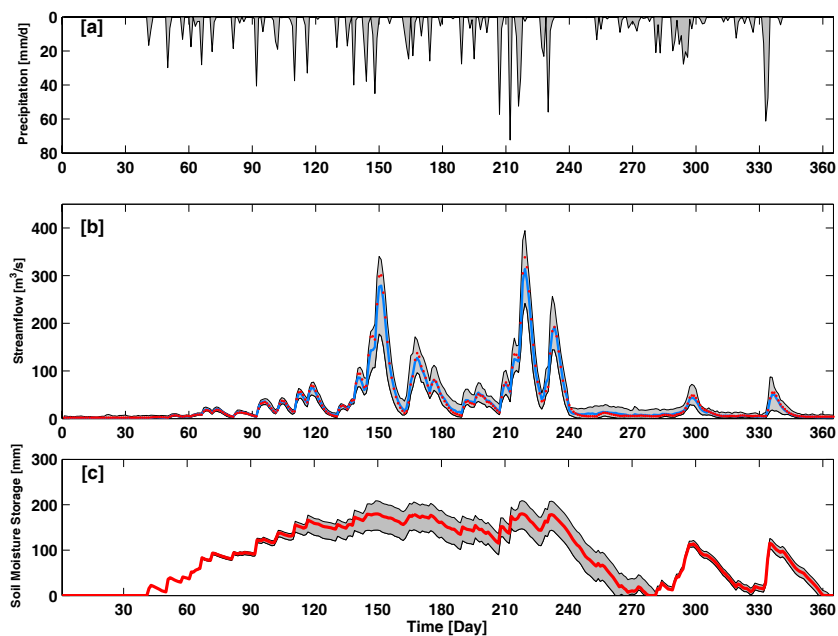 [a]
Precipitation [mm/d]
0
20
40
60
80
0 30 60 90 120 150 180 210 240 270 300 330 360
[b]
Streamflow [m³/s]
400
300
200
100
0
0 30 60 90 120 150 180 210 240 270 300 330 360
[c]
Soil Moisture Storage [mm]
300
200
100
0
30 60 90 120 150 180 210 240 270 300 330 360
Time [Day]